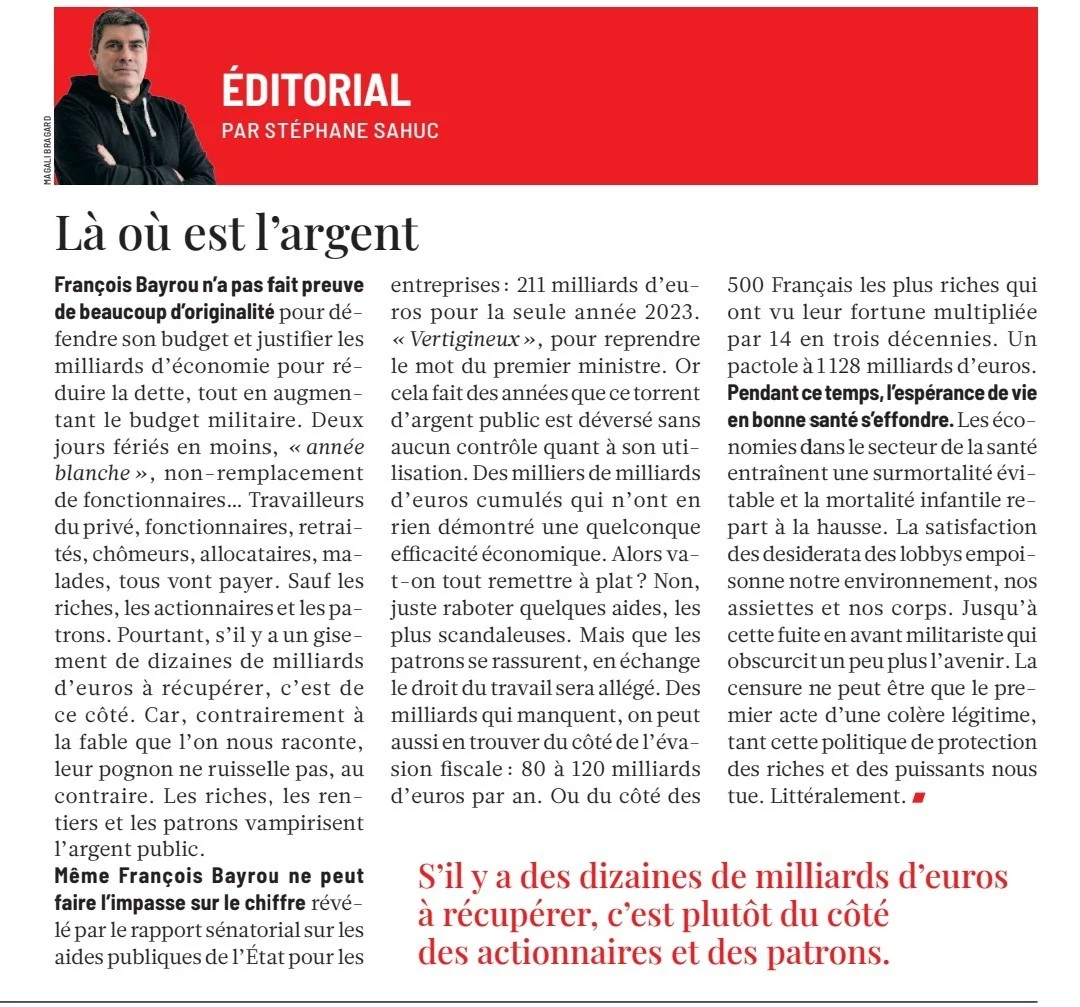 MAGALI BRAGARD
ÉDITORIAL
PAR STÉPHANE SAHUC
Là où est l’argent
François Bayrou n’a pas fait preuve
de beaucoup d’originalité pour dé-
fendre son budget et justifier les
milliards d’économie pour ré-
duire la dette, tout en augmen-
tant le budget militaire. Deux
jours fériés en moins, « année
blanche », non-remplacement
de fonctionnaires... Travailleurs
du privé, fonctionnaires, retrai-
tés, chômeurs, allocataires, ma-
lades, tous vont payer. Sauf les
riches, les actionnaires et les pa-
trons. Pourtant, s’il y a un gise-
ment de dizaines de milliards
d’euros à récupérer, c’est de
ce côté. Car, contrairement à
la fable que l’on nous raconte,
leur pognon ne ruisselle pas, au
contraire. Les riches, les ren-
tiers et les patrons vampirisent
l’argent public.
Même François Bayrou ne peut
faire l’impasse sur le chiffre révé-
lé par le rapport sénatorial sur les
aides publiques de l’État pour les
entreprises : 211 milliards d’eu-
ros pour la seule année 2023.
« Vertigineux », pour reprendre
le mot du premier ministre. Or
cela fait des années que ce torrent
d’argent public est déversé sans
aucun contrôle quant à son uti-
lisation. Des milliers de milliards
d’euros cumulés qui n’ont en
rien démontré une quelconque
efficacité économique. Alors va-
t-on tout remettre à plat ? Non,
juste raboter quelques aides, les
plus scandaleuses. Mais que les
patrons se rassurent, en échange
le droit du travail sera allégé. Des
milliards qui manquent, on peut
aussi en trouver du côté de l’éva-
sion fiscale : 80 à 120 milliards
d’euros par an. Ou du côté des
500 Français les plus riches qui
ont vu leur fortune multipliée
par 14 en trois décennies. Un
pactole à 1 128 milliards d’euros.
Pendant ce temps, l’espérance de vie
en bonne santé s’effondre. Les éco-
nomies dans le secteur de la santé
entraînent une surmortalité évi-
table et la mortalité infantile re-
part à la hausse. La satisfaction
des desiderata des lobbys empoi-
sonne notre environnement, nos
assiettes et nos corps. Jusqu’à
cette fuite en avant militariste qui
obscurcit un peu plus l’avenir. La
censure ne peut être que le pre-
mier acte d’une colère légitime,
tant cette politique de protection
des riches et des puissants nous
tue. Littéralement.
S’il y a des dizaines de milliards d’euros
à récupérer, c’est plutôt du côté
des actionnaires et des patrons.